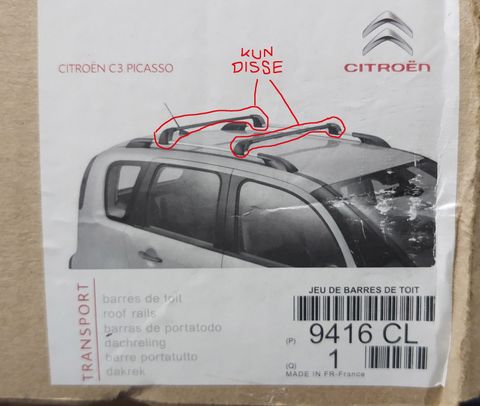 KUN
DISSE
CITROËN C3 PICASSO
CITROËN
TRANSPORT
barres de toit
roof rails
barras de portatodo
dachreling
barre portatutto
dakrek
JEU DE BARRES DE TOIT
(P) 9416 CL
(Q) 1
MADE IN FR-France